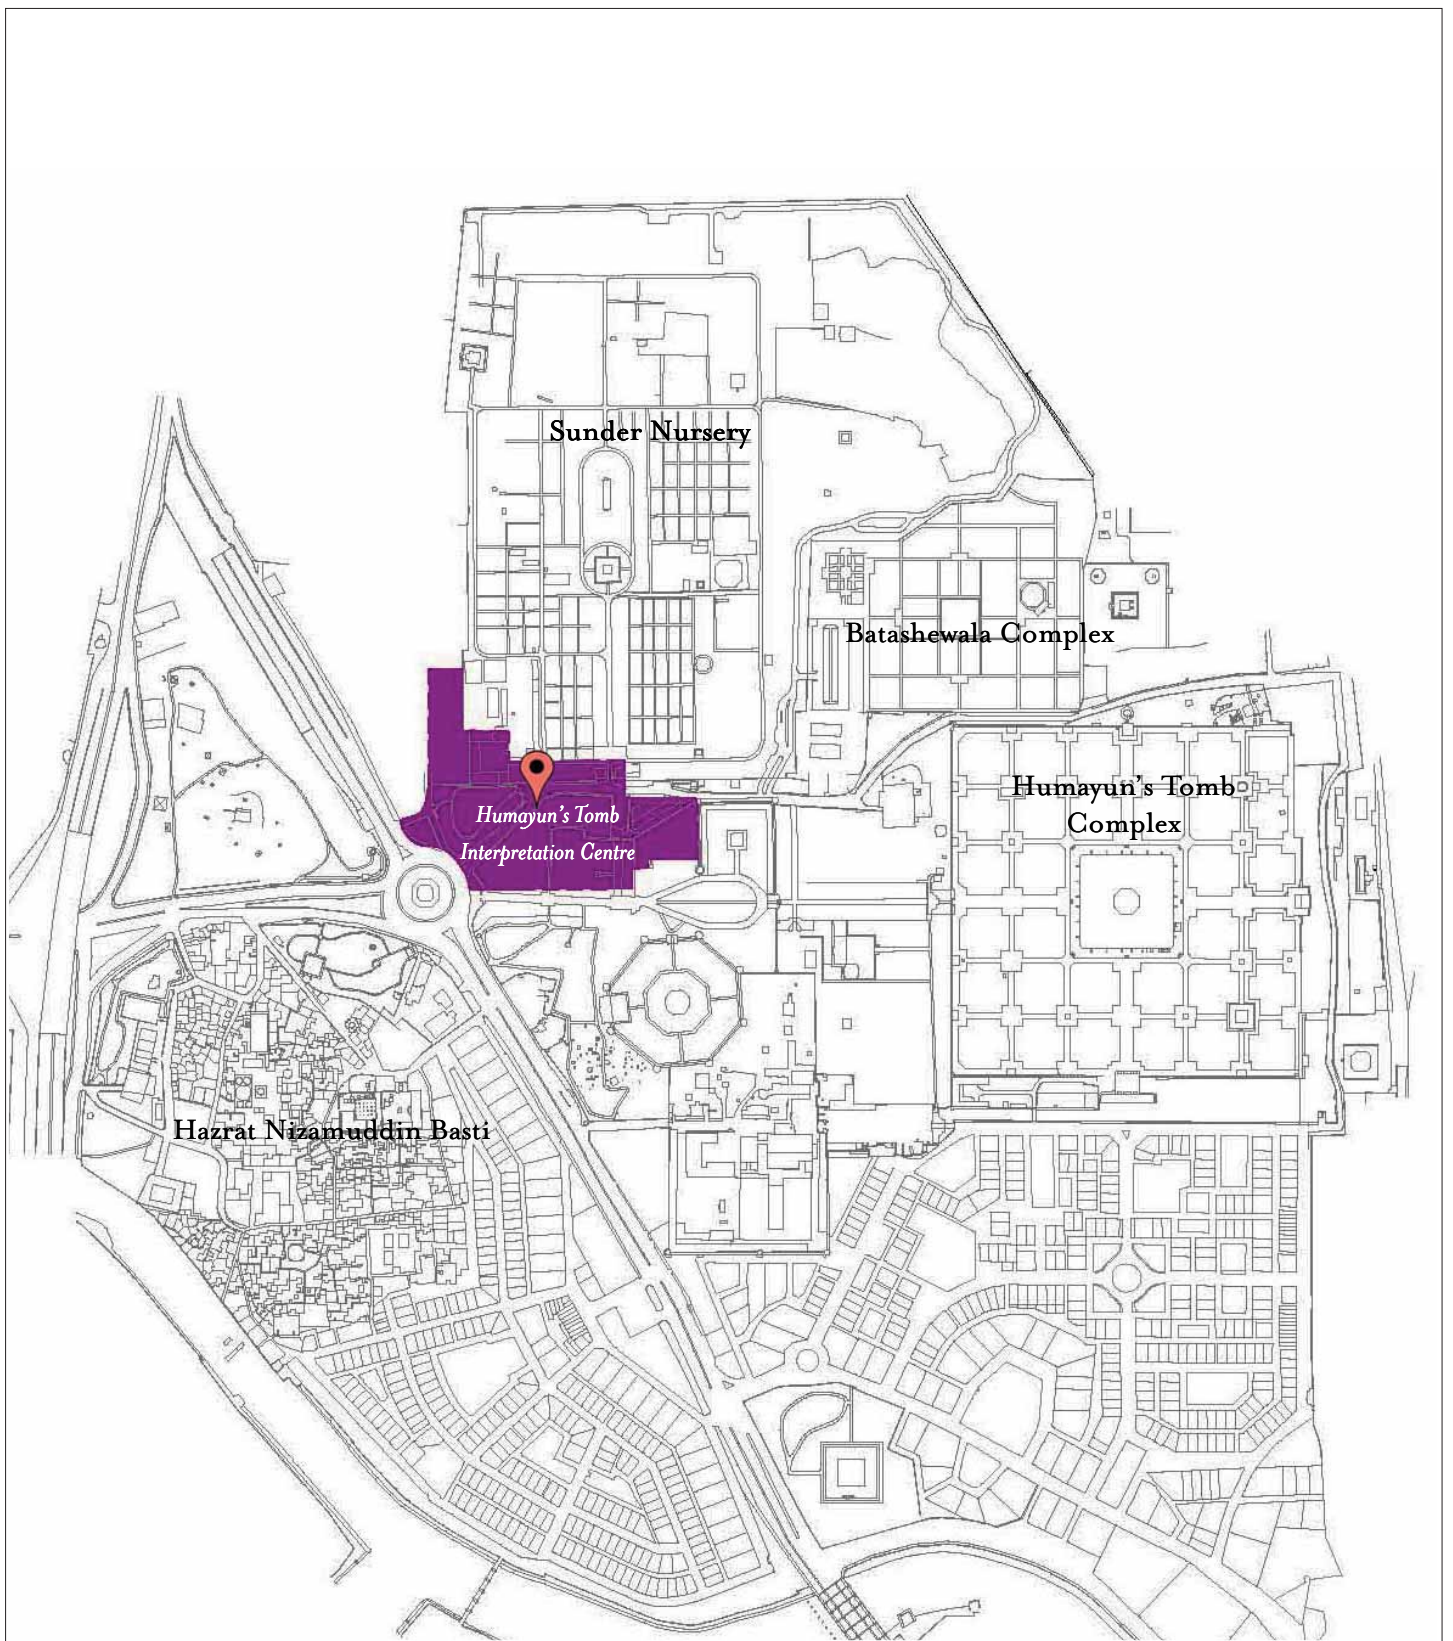 Sunder Nursery
Batashewala Complex
Humayun's Tomb
Complex
Humayun's Tomb
Interpretation Centre
Hazrat Nizamuddin Basti